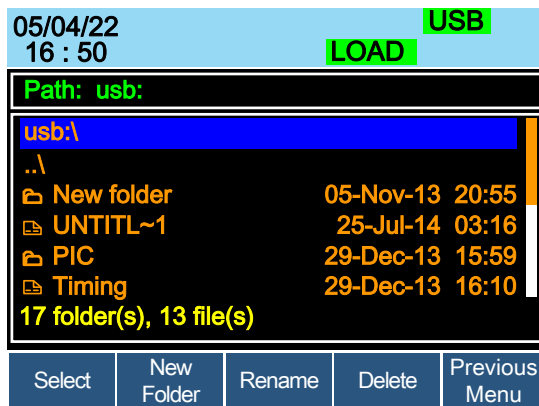 05/04/22 USB
16 : 50 LOAD
Path: usb:
usb:\
..\
New folder 05-Nov-13 20:55
UNTITL~1 25-Jul-14 03:16
PIC 29-Dec-13 15:59
Timing 29-Dec-13 16:10
17 folder(s), 13 file(s)
Select New Folder Rename Delete Previous Menu